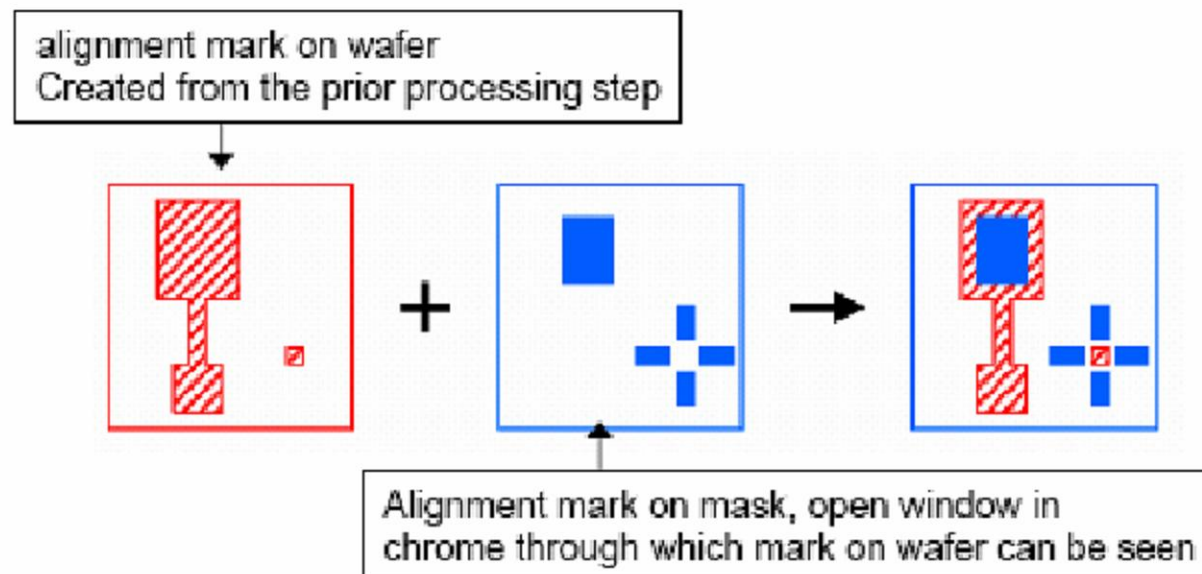 alignment mark on wafer
Created from the prior processing step
Alignment mark on mask, open window in
chrome through which mark on wafer can be seen